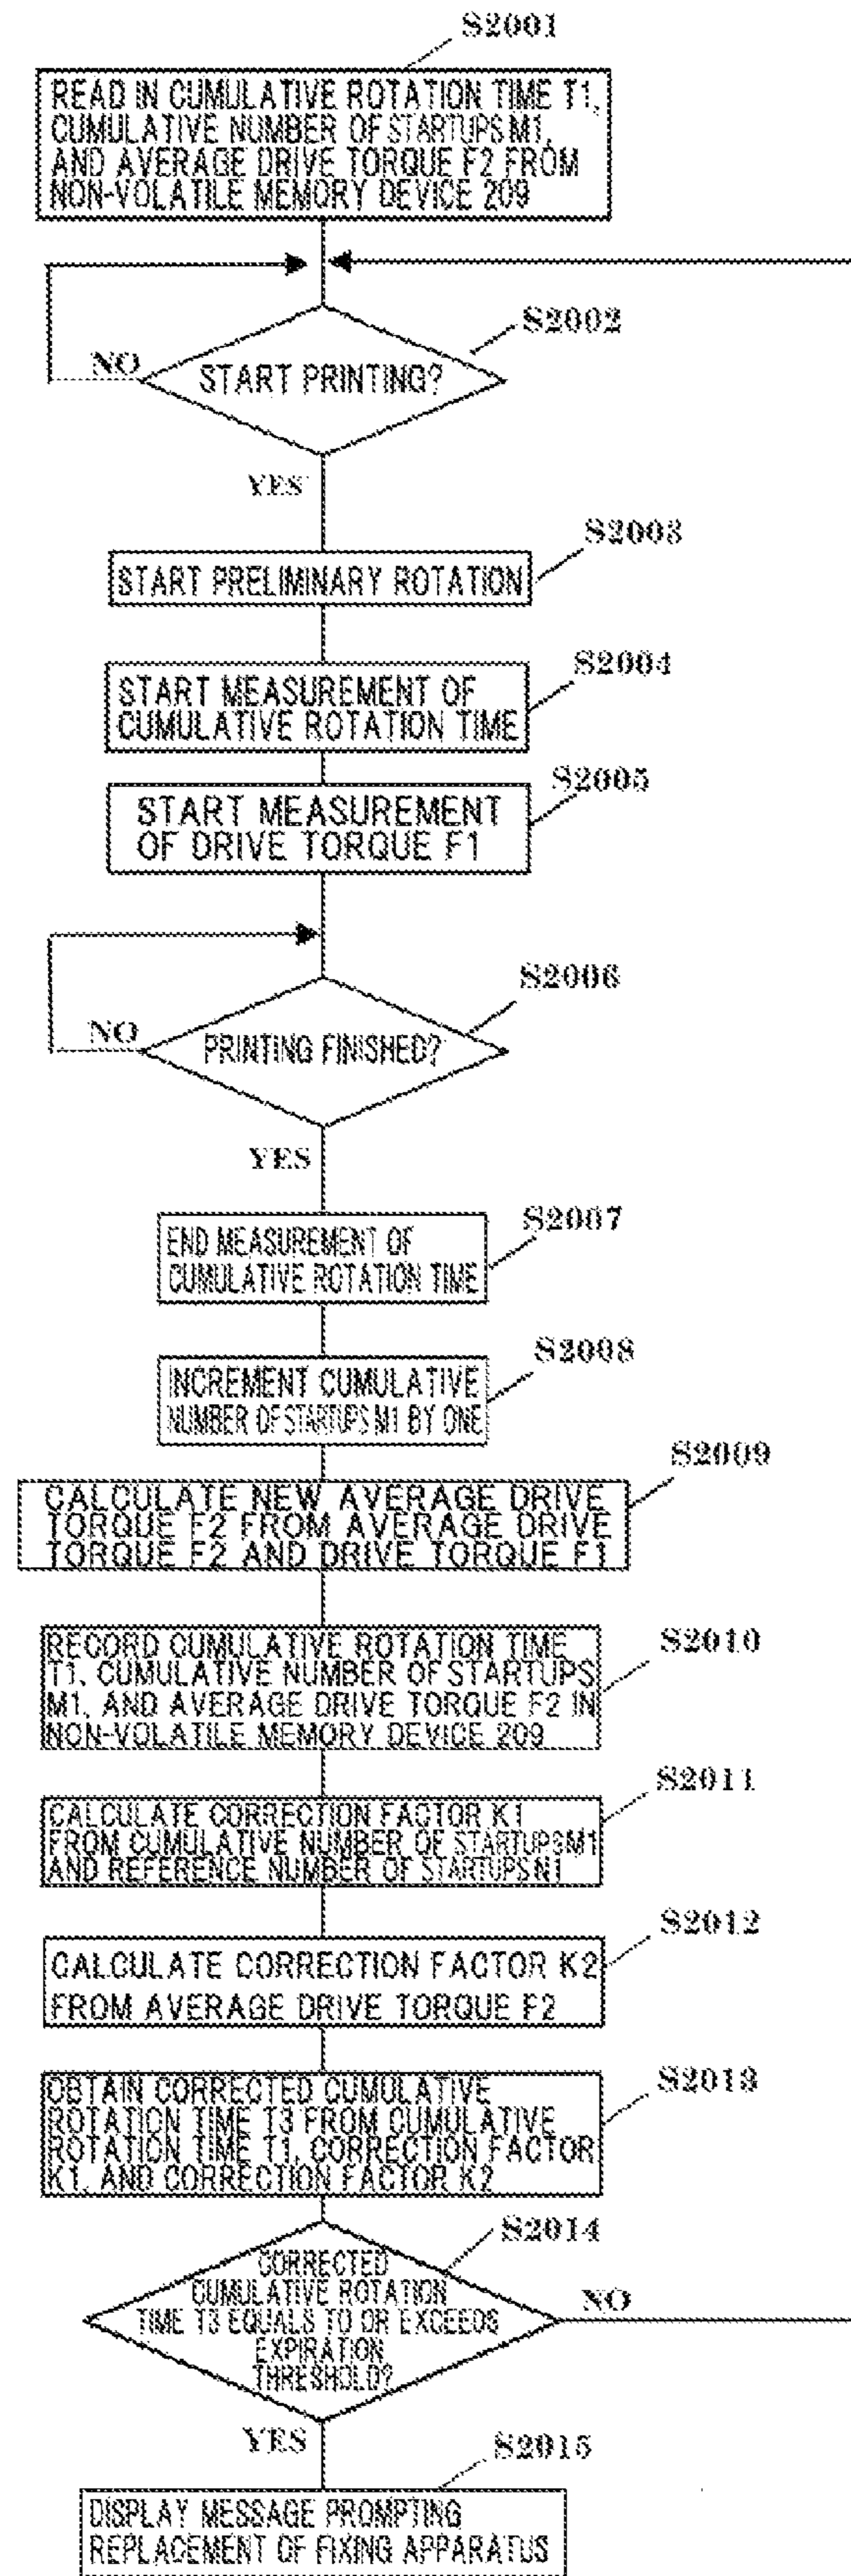 S2001
READ IN CUMULATIVE ROTATION TIME T1,
CUMULATIVE NUMBER OF STARTUPS M1,
AND AVERAGE DRIVE TORQUE F2 FROM
NON-VOLATILE MEMORY DEVICE 209
S2002
NO
START PRINTING?
YES
S2003
START PRELIMINARY ROTATION
S2004
START MEASUREMENT OF
CUMULATIVE ROTATION TIME
S2005
START MEASUREMENT
OF DRIVE TORQUE F1
S2006
NO
PRINTING FINISHED?
YES
S2007
END MEASUREMENT OF
CUMULATIVE ROTATION TIME
S2008
INCREMENT CUMULATIVE
NUMBER OF STARTUPS M1 BY ONE
S2009
CALCULATE NEW AVERAGE DRIVE
TORQUE F2 FROM AVERAGE DRIVE
TORQUE F2 AND DRIVE TORQUE F1
S2010
RECORD CUMULATIVE ROTATION TIME
T1, CUMULATIVE NUMBER OF STARTUPS
M1, AND AVERAGE DRIVE TORQUE F2 IN
NON-VOLATILE MEMORY DEVICE 209
S2011
CALCULATE CORRECTION FACTOR K1
FROM CUMULATIVE NUMBER OF STARTUPS M1
AND REFERENCE NUMBER OF STARTUPS N1
S2012
CALCULATE CORRECTION FACTOR K2
FROM AVERAGE DRIVE TORQUE F2
S2013
OBTAIN CORRECTED CUMULATIVE
ROTATION TIME T3 FROM CUMULATIVE
ROTATION TIME T1, CORRECTION FACTOR
K1, AND CORRECTION FACTOR K2
S2014
CORRECTED
CUMULATIVE ROTATION
TIME T3 EQUALS TO OR EXCEEDS
EXPIRATION
THRESHOLD?
NO
YES
S2015
DISPLAY MESSAGE PROMPTING
REPLACEMENT OF FIXING APPARATUS